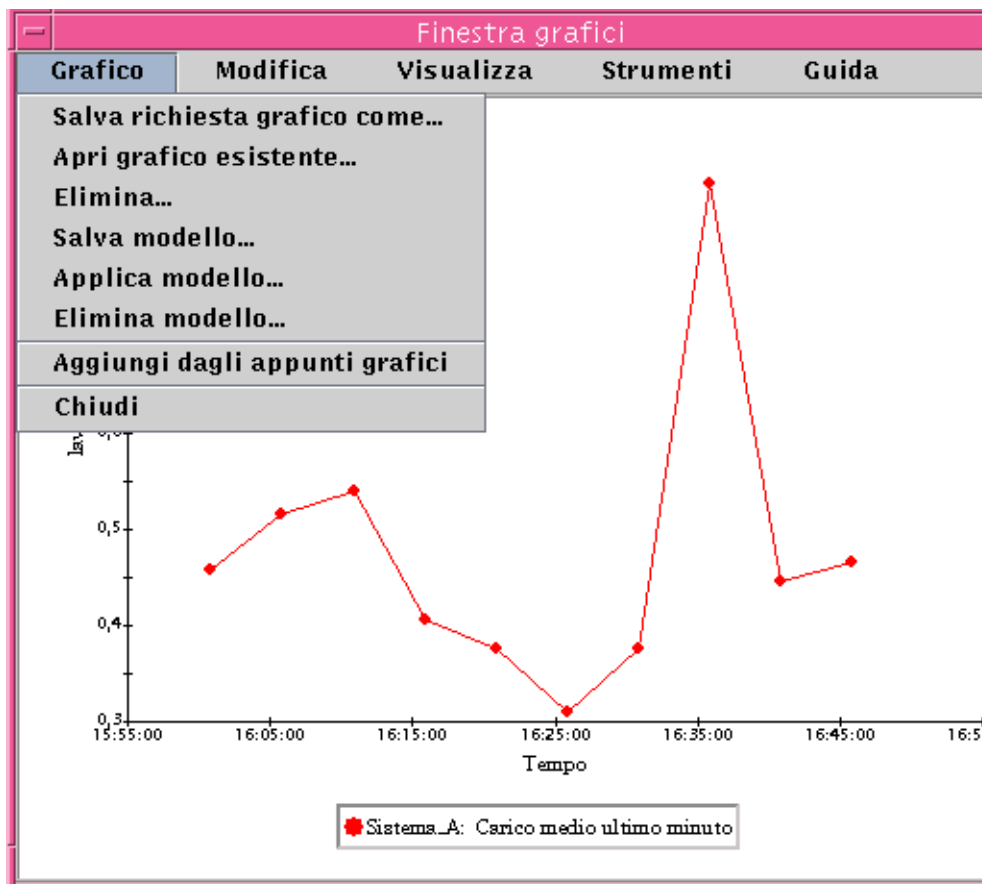 Finestra grafici
Grafico Modifica Visualizza Strumenti Guida
Salva richiesta grafico come...
Apri grafico esistente...
Elimina...
Salva modello...
Applica modello...
Elimina modello...
Aggiungi dagli appunti grafici
Chiudi
0,5
0,4
0,3
15:55:00 16:05:00 16:15:00 16:25:00 16:35:00 16:45:00
Tempo
Sistema_A: Carico medio ultimo minuto